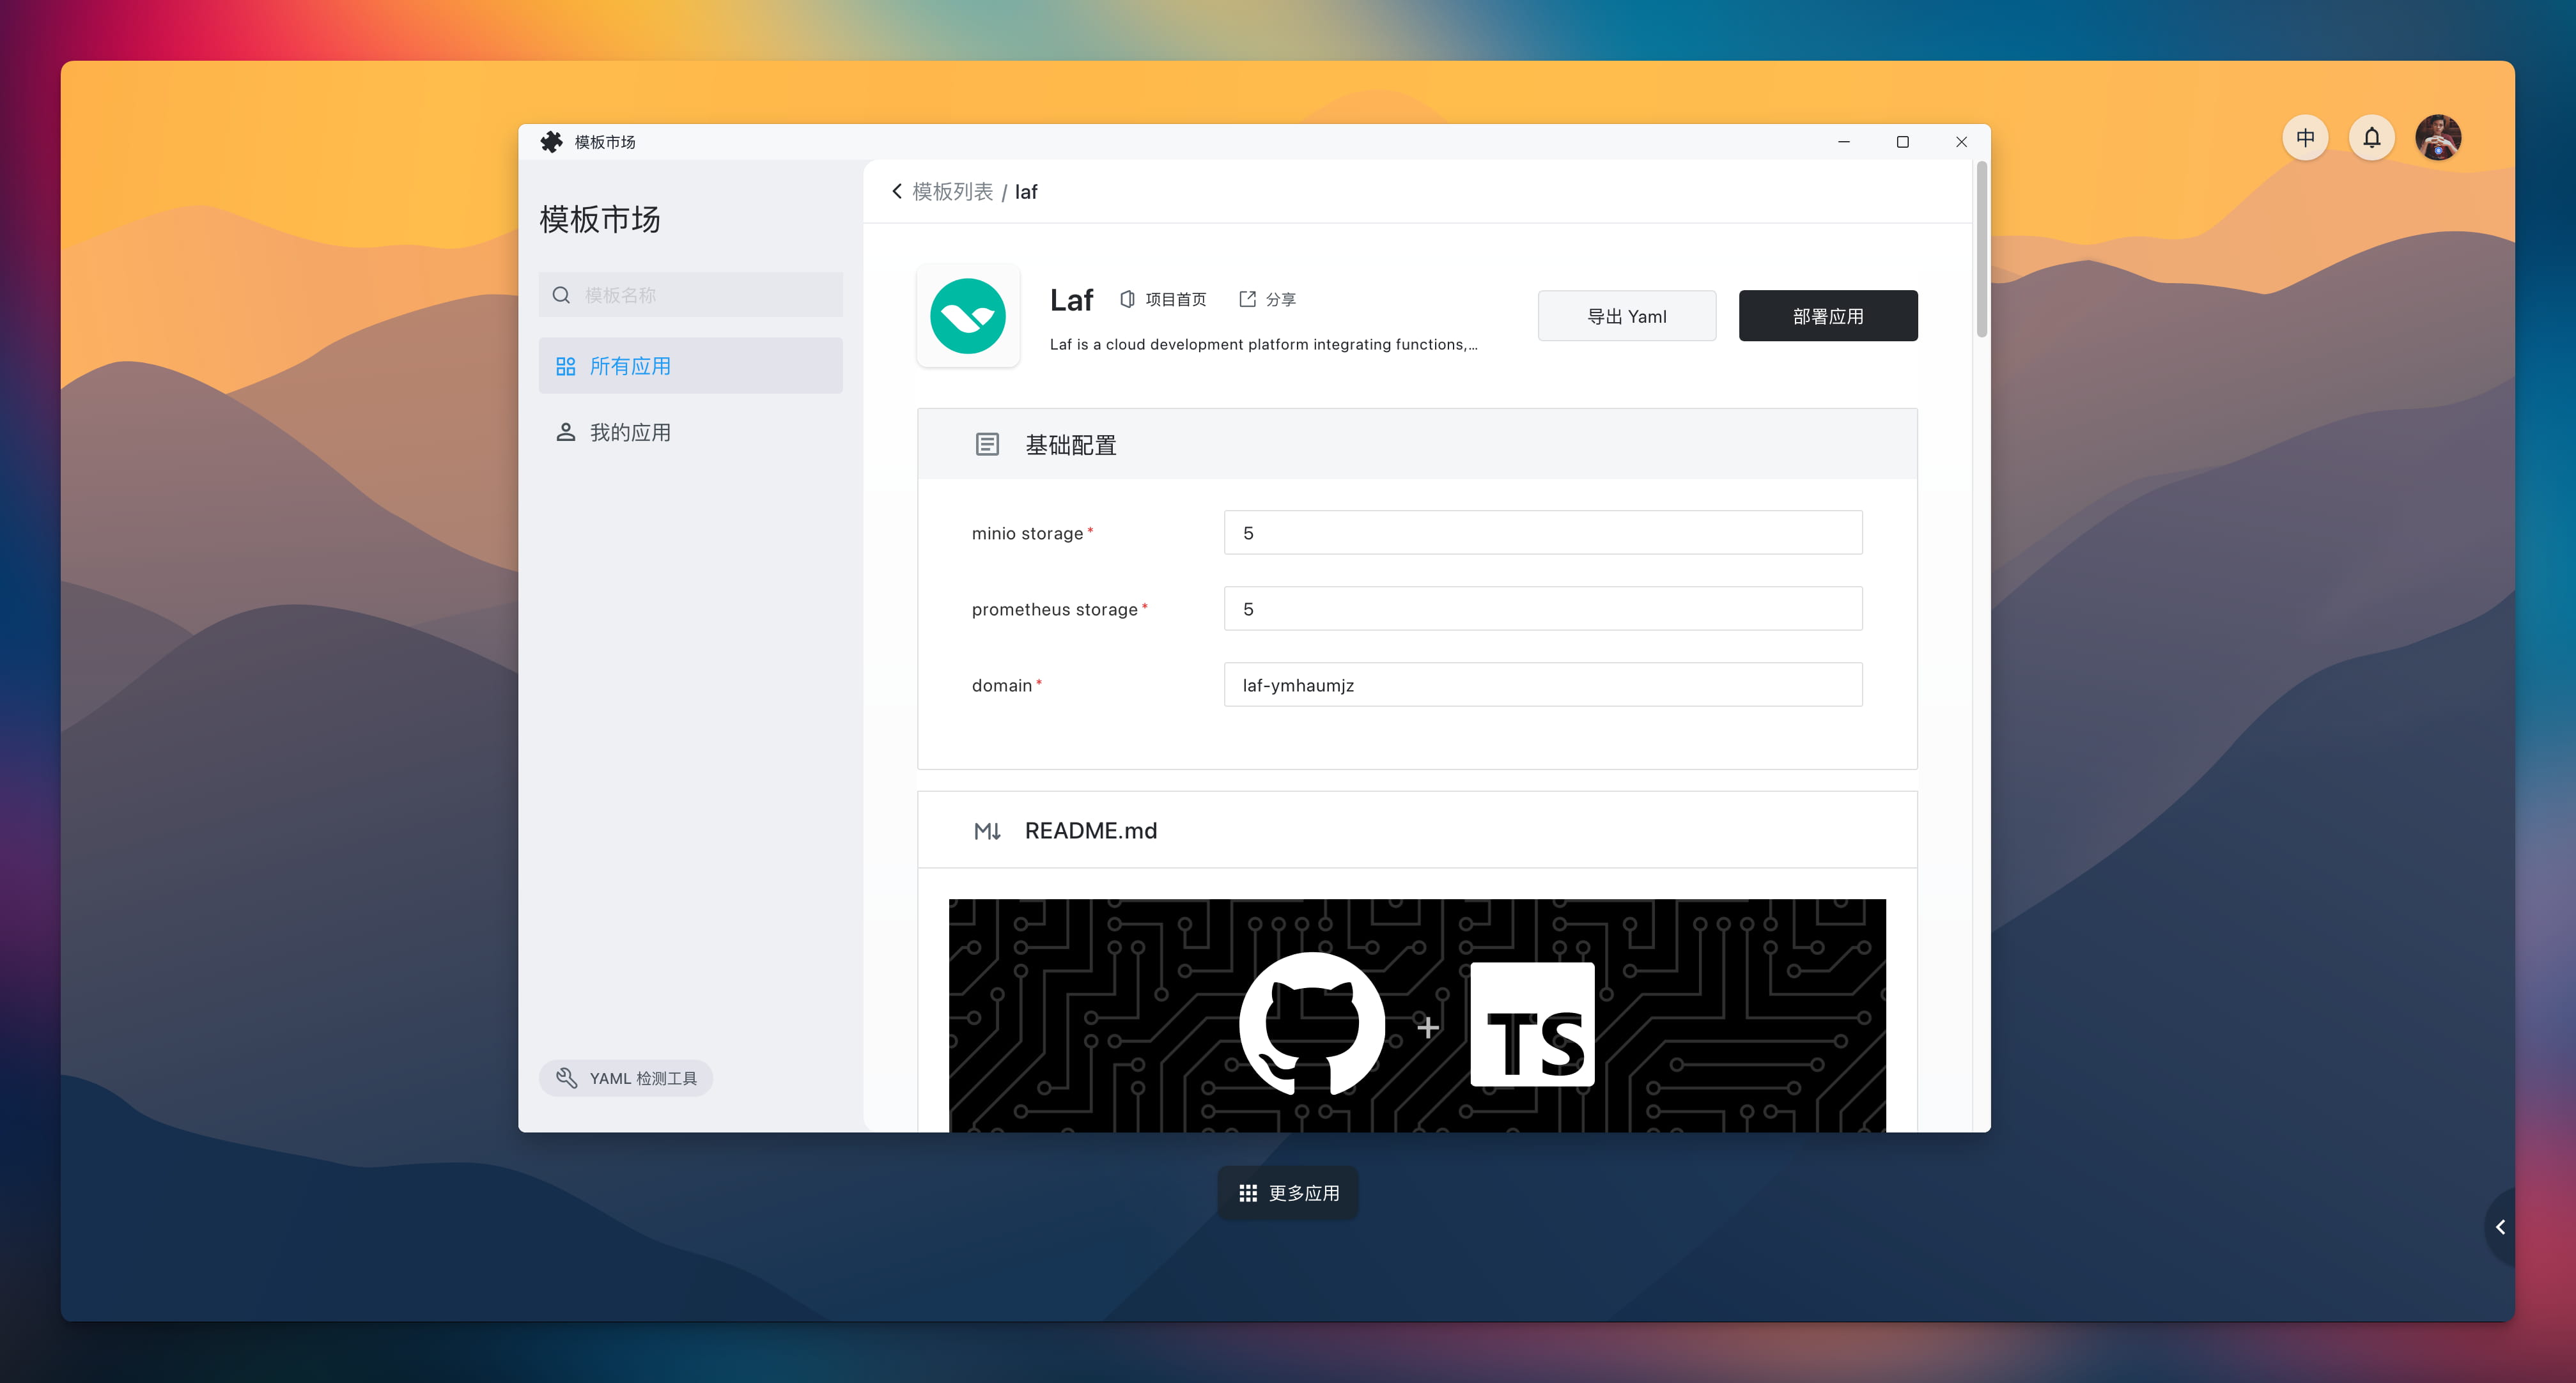 模板市场
中
模板市场
模板名称
所有应用
我的应用
YAML 检测工具
模板列表 / laf
Laf
项目首页
分享
Laf is a cloud development platform integrating functions,...
导出 Yaml
部署应用
基础配置
minio storage*
5
prometheus storage*
5
domain*
laf-ymhaumjz
M↓ README.md
+
TS
更多应用